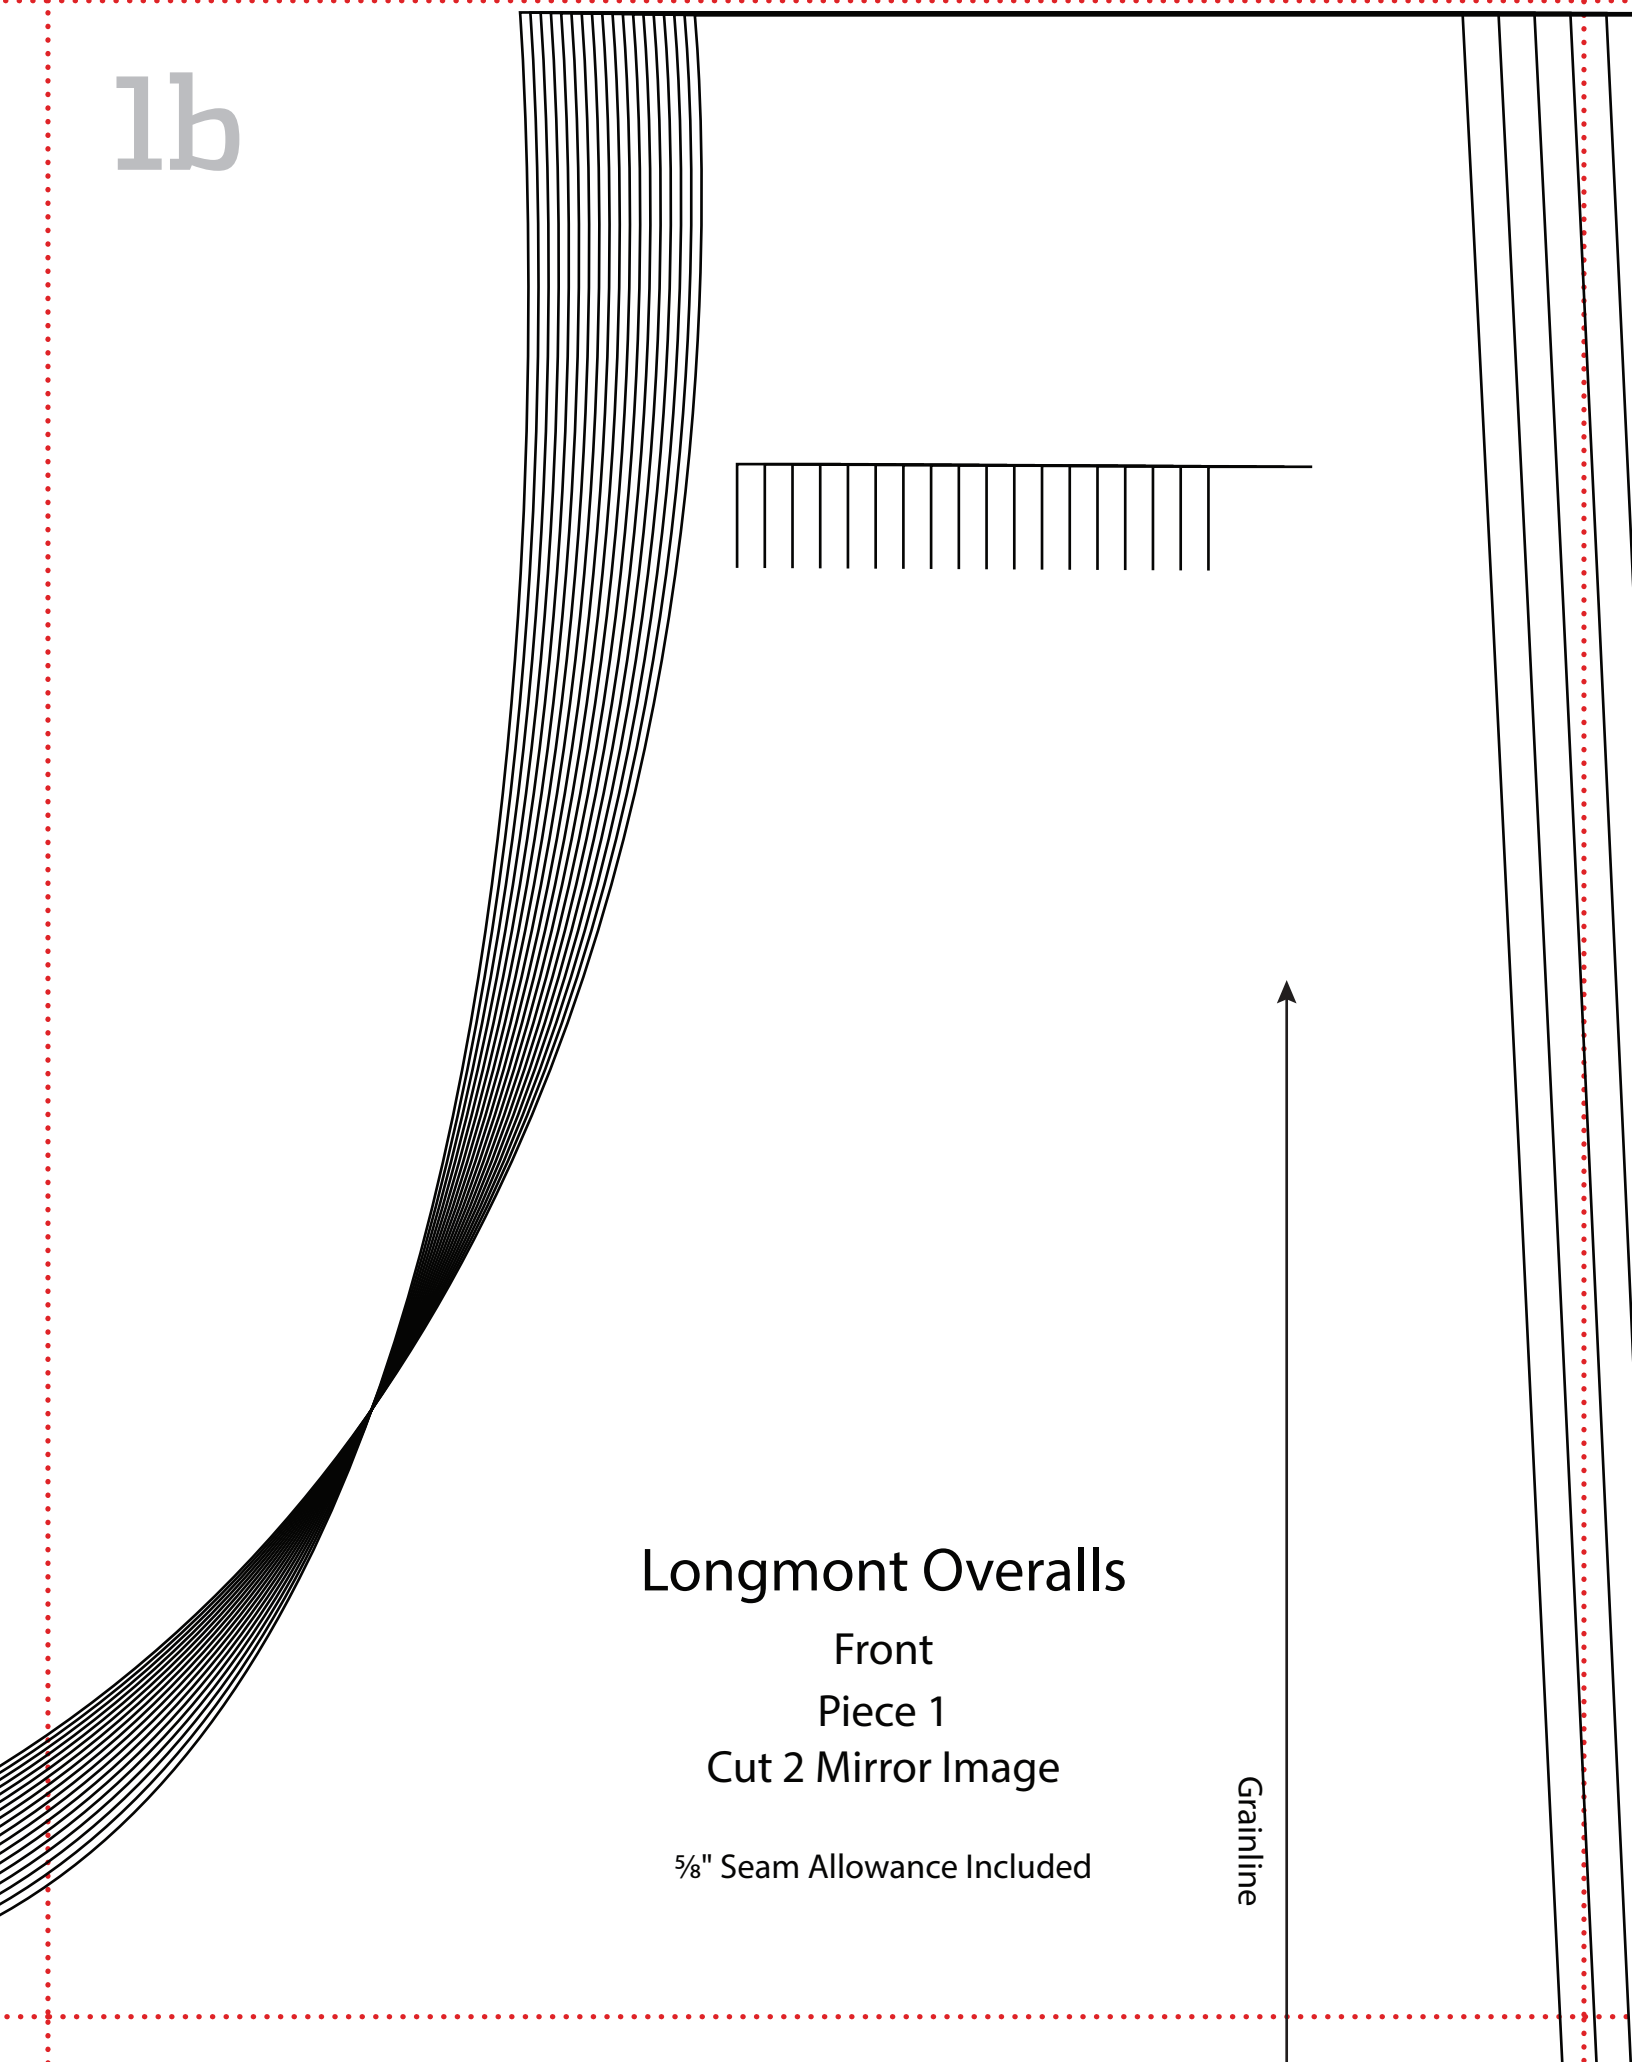 1b
Longmont Overalls
Front
Piece 1
Cut 2 Mirror Image
⅝" Seam Allowance Included
Grainline